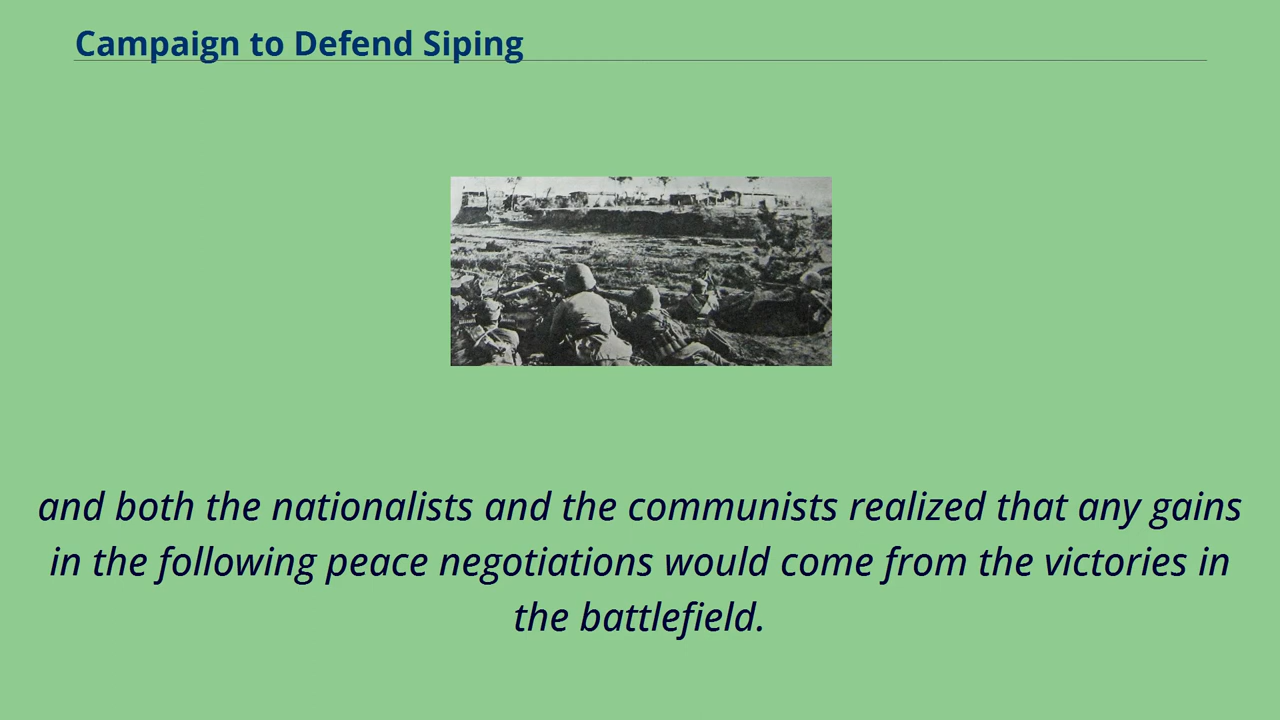 Campaign to Defend Siping
and both the nationalists and the communists realized that any gains
in the following peace negotiations would come from the victories in
the battlefield.